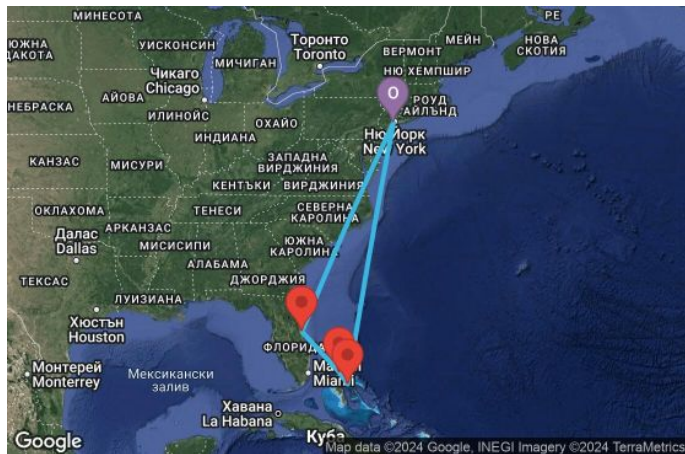 МИНЕСОТА
РЕ
ЮЖНА
ДАКОТА
УИСКОНСИН
Торонто
Toronto
МЕЙН
НОВА
СКОТИЯ
ВЕРМОНТ
МИЧИГАН
НЮ ХЕМПШИР
Чикаго
Chicago
НЕБРАСКА
АЙОВА
O
РОУД
АЙЛЪНД
ИЛИНОЙС
ОХАЙО
ИНДИАНА
Ню Йорк
New York
КАНЗАС
МИСУРИ
ЗАПАДНА
ВИРДЖИНИЯ
КЕНТЪКИ
ВИРДЖИНИЯ
ОКЛАХОМА
ТЕНЕСИ
СЕВЕРНА
КАРОЛИНА
АРКАНЗАС
Далас
Dallas
МИСИСИПИ
ЮЖНА
КАРОЛИНА
АЛАБАМА
ДЖОРДЖИЯ
ТЕКСАС
ЛУИЗИАНА
Хюстън
Houston
ФЛОРИДА
Монтерей
Monterrey
Мексикански
залив
Miami
Хавана
La Habana
Куба
Google
Map data ©2024 Google, INEGI Imagery ©2024 TerraMetrics